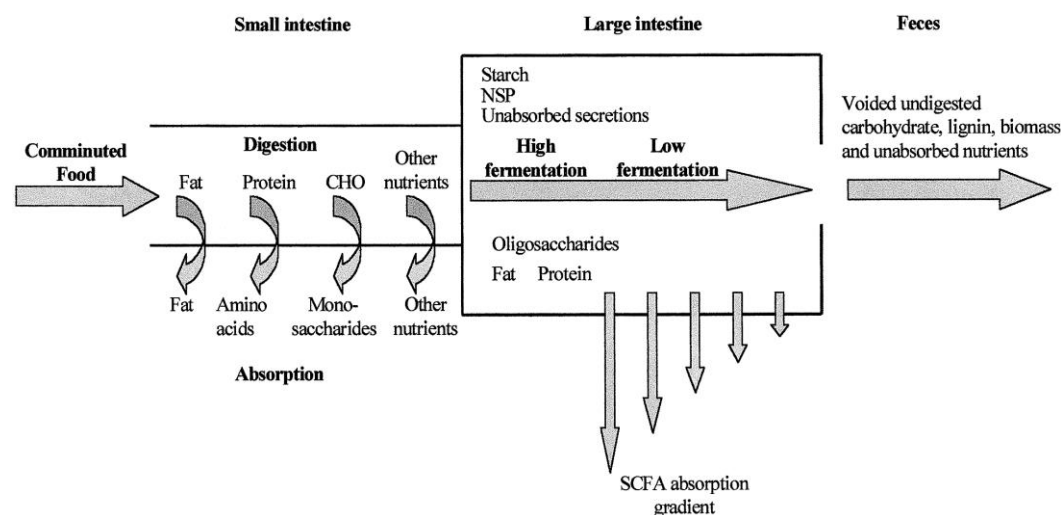 Small intestine
Large intestine
Feces
Starch
NSP
Unabsorbed secretions
Voided undigested
carbohydrate, lignin, biomass
and unabsorbed nutrients
Comminuted
Food
Digestion
Fat
Protein
CHO
Other
nutrients
High
fermentation
Low
fermentation
Oligosaccharides
Fat Protein
Fat
Amino
acids
Mono-
saccharides
Other
nutrients
Absorption
SCFA absorption
gradient